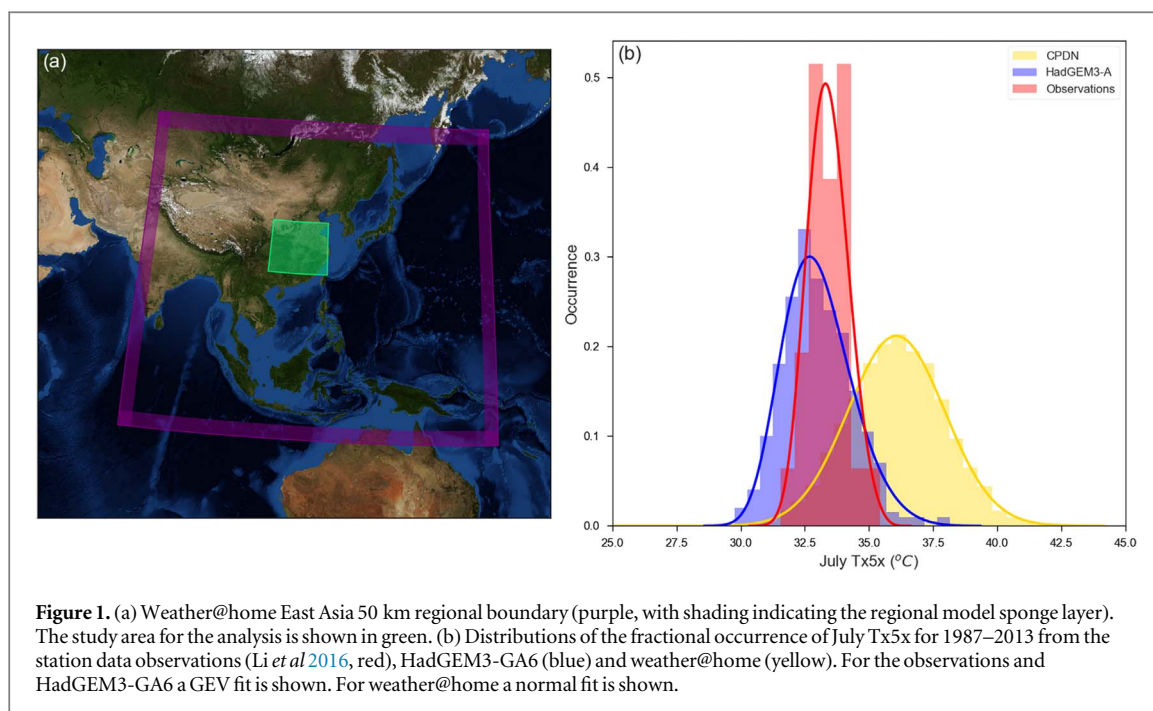 (a)
(b)
CPDN
HadGEM3-A
Observations
0.5
0.4
0.3
0.2
0.1
0.0
Occurrence
25.0 27.5 30.0 32.5 35.0 37.5 40.0 42.5 45.0
July Tx5x (°C)
Figure 1. (a) Weather@home East Asia 50 km regional boundary (purple, with shading indicating the regional model sponge layer).
The study area for the analysis is shown in green. (b) Distributions of the fractional occurrence of July Tx5x for 1987–2013 from the
station data observations (Li et al 2016, red), HadGEM3-GA6 (blue) and weather@home (yellow). For the observations and
HadGEM3-GA6 a GEV fit is shown. For weather@home a normal fit is shown.